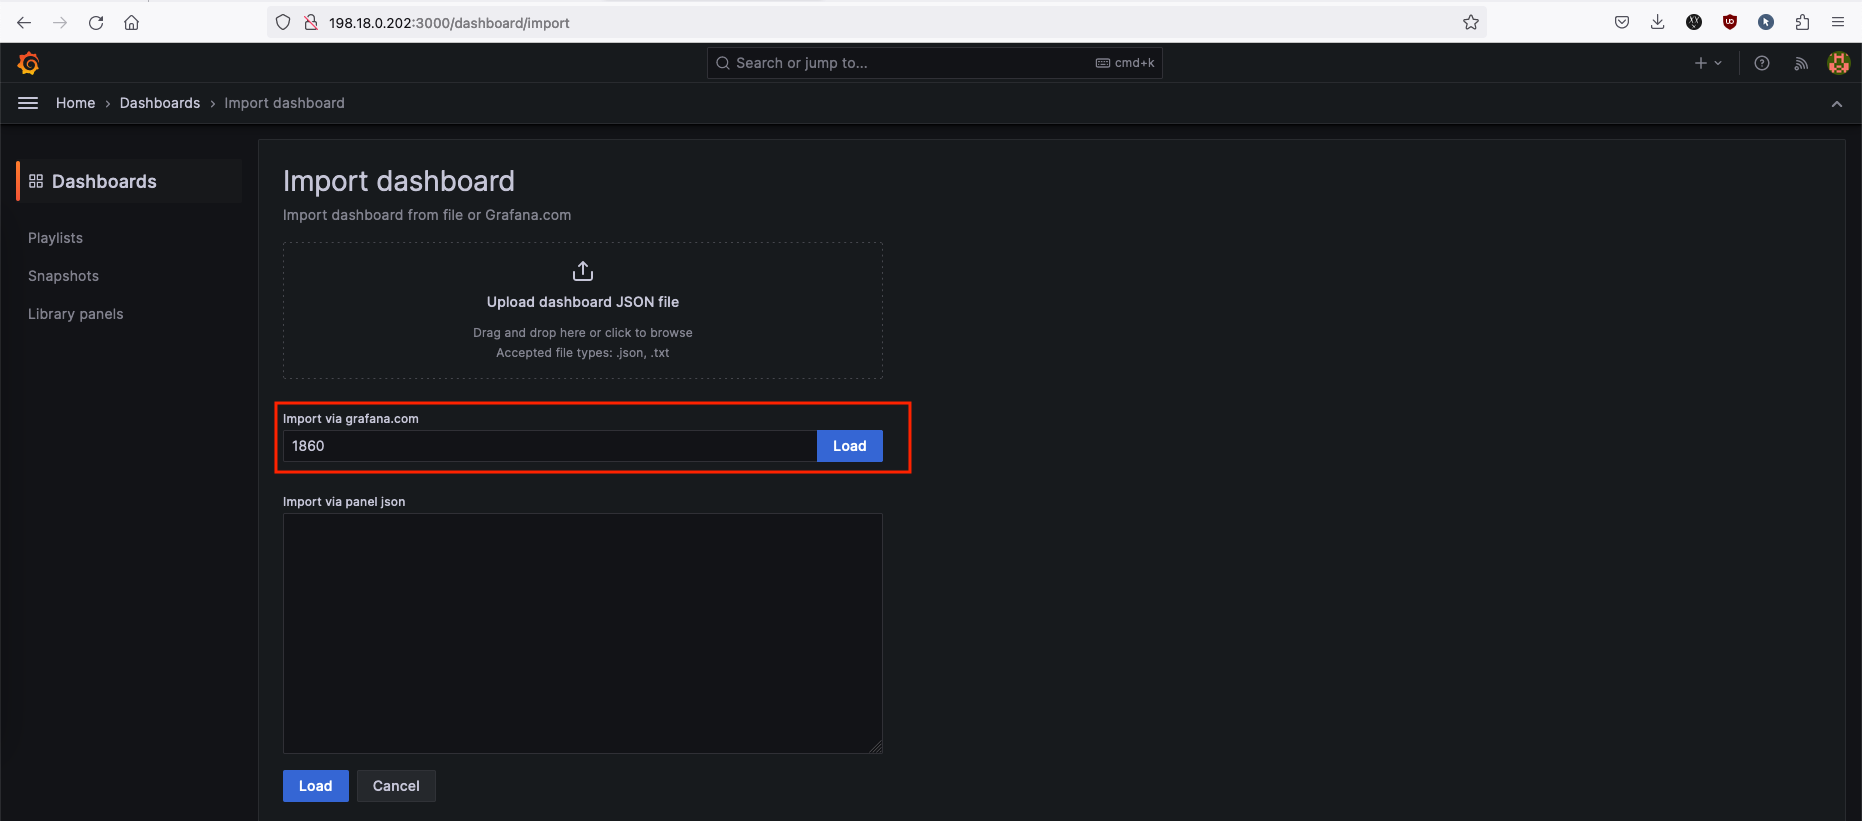 198.18.0.202:3000/dashboard/import
Search or jump to...
cmd+k
Home › Dashboards › Import dashboard
Dashboards
Playlists
Snapshots
Library panels
Import dashboard
Import dashboard from file or Grafana.com
Upload dashboard JSON file
Drag and drop here or click to browse
Accepted file types: .json, .txt
Import via grafana.com
1860
Load
Import via panel json
Load
Cancel